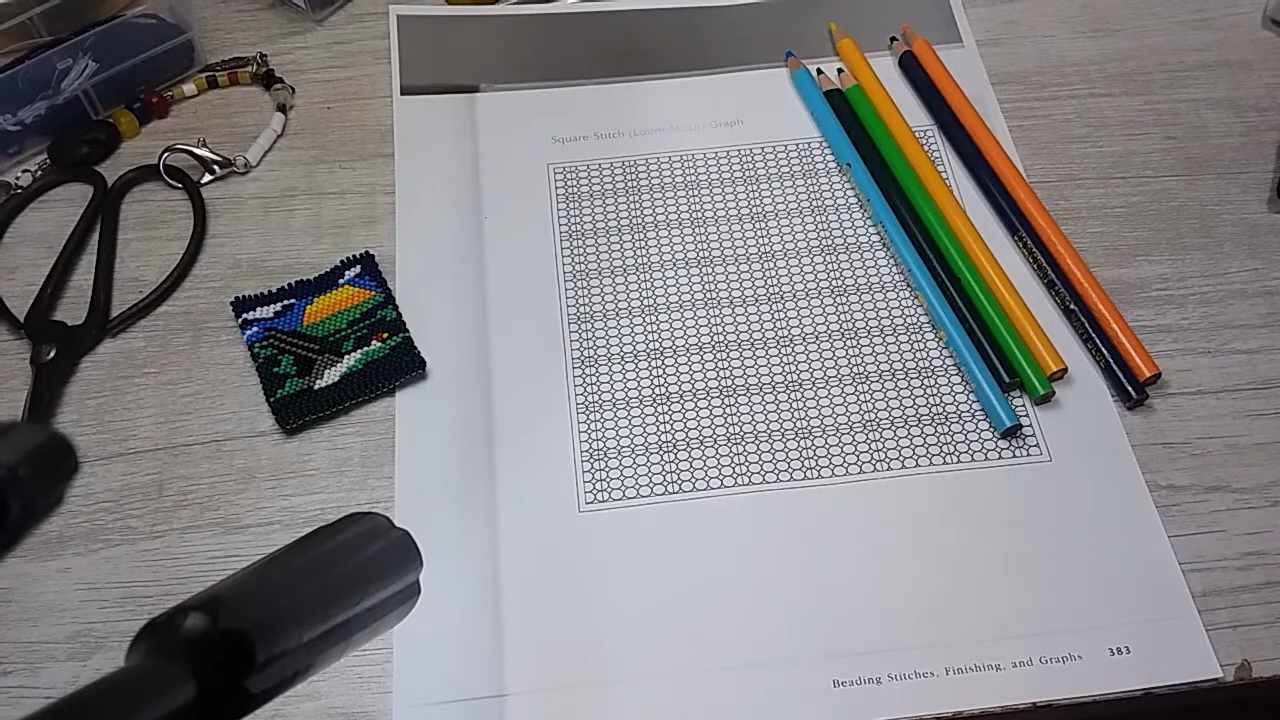 Square-Stitch (Loom-Stitch) Graph
Beading Stitches, Finishing, and Graphs 383